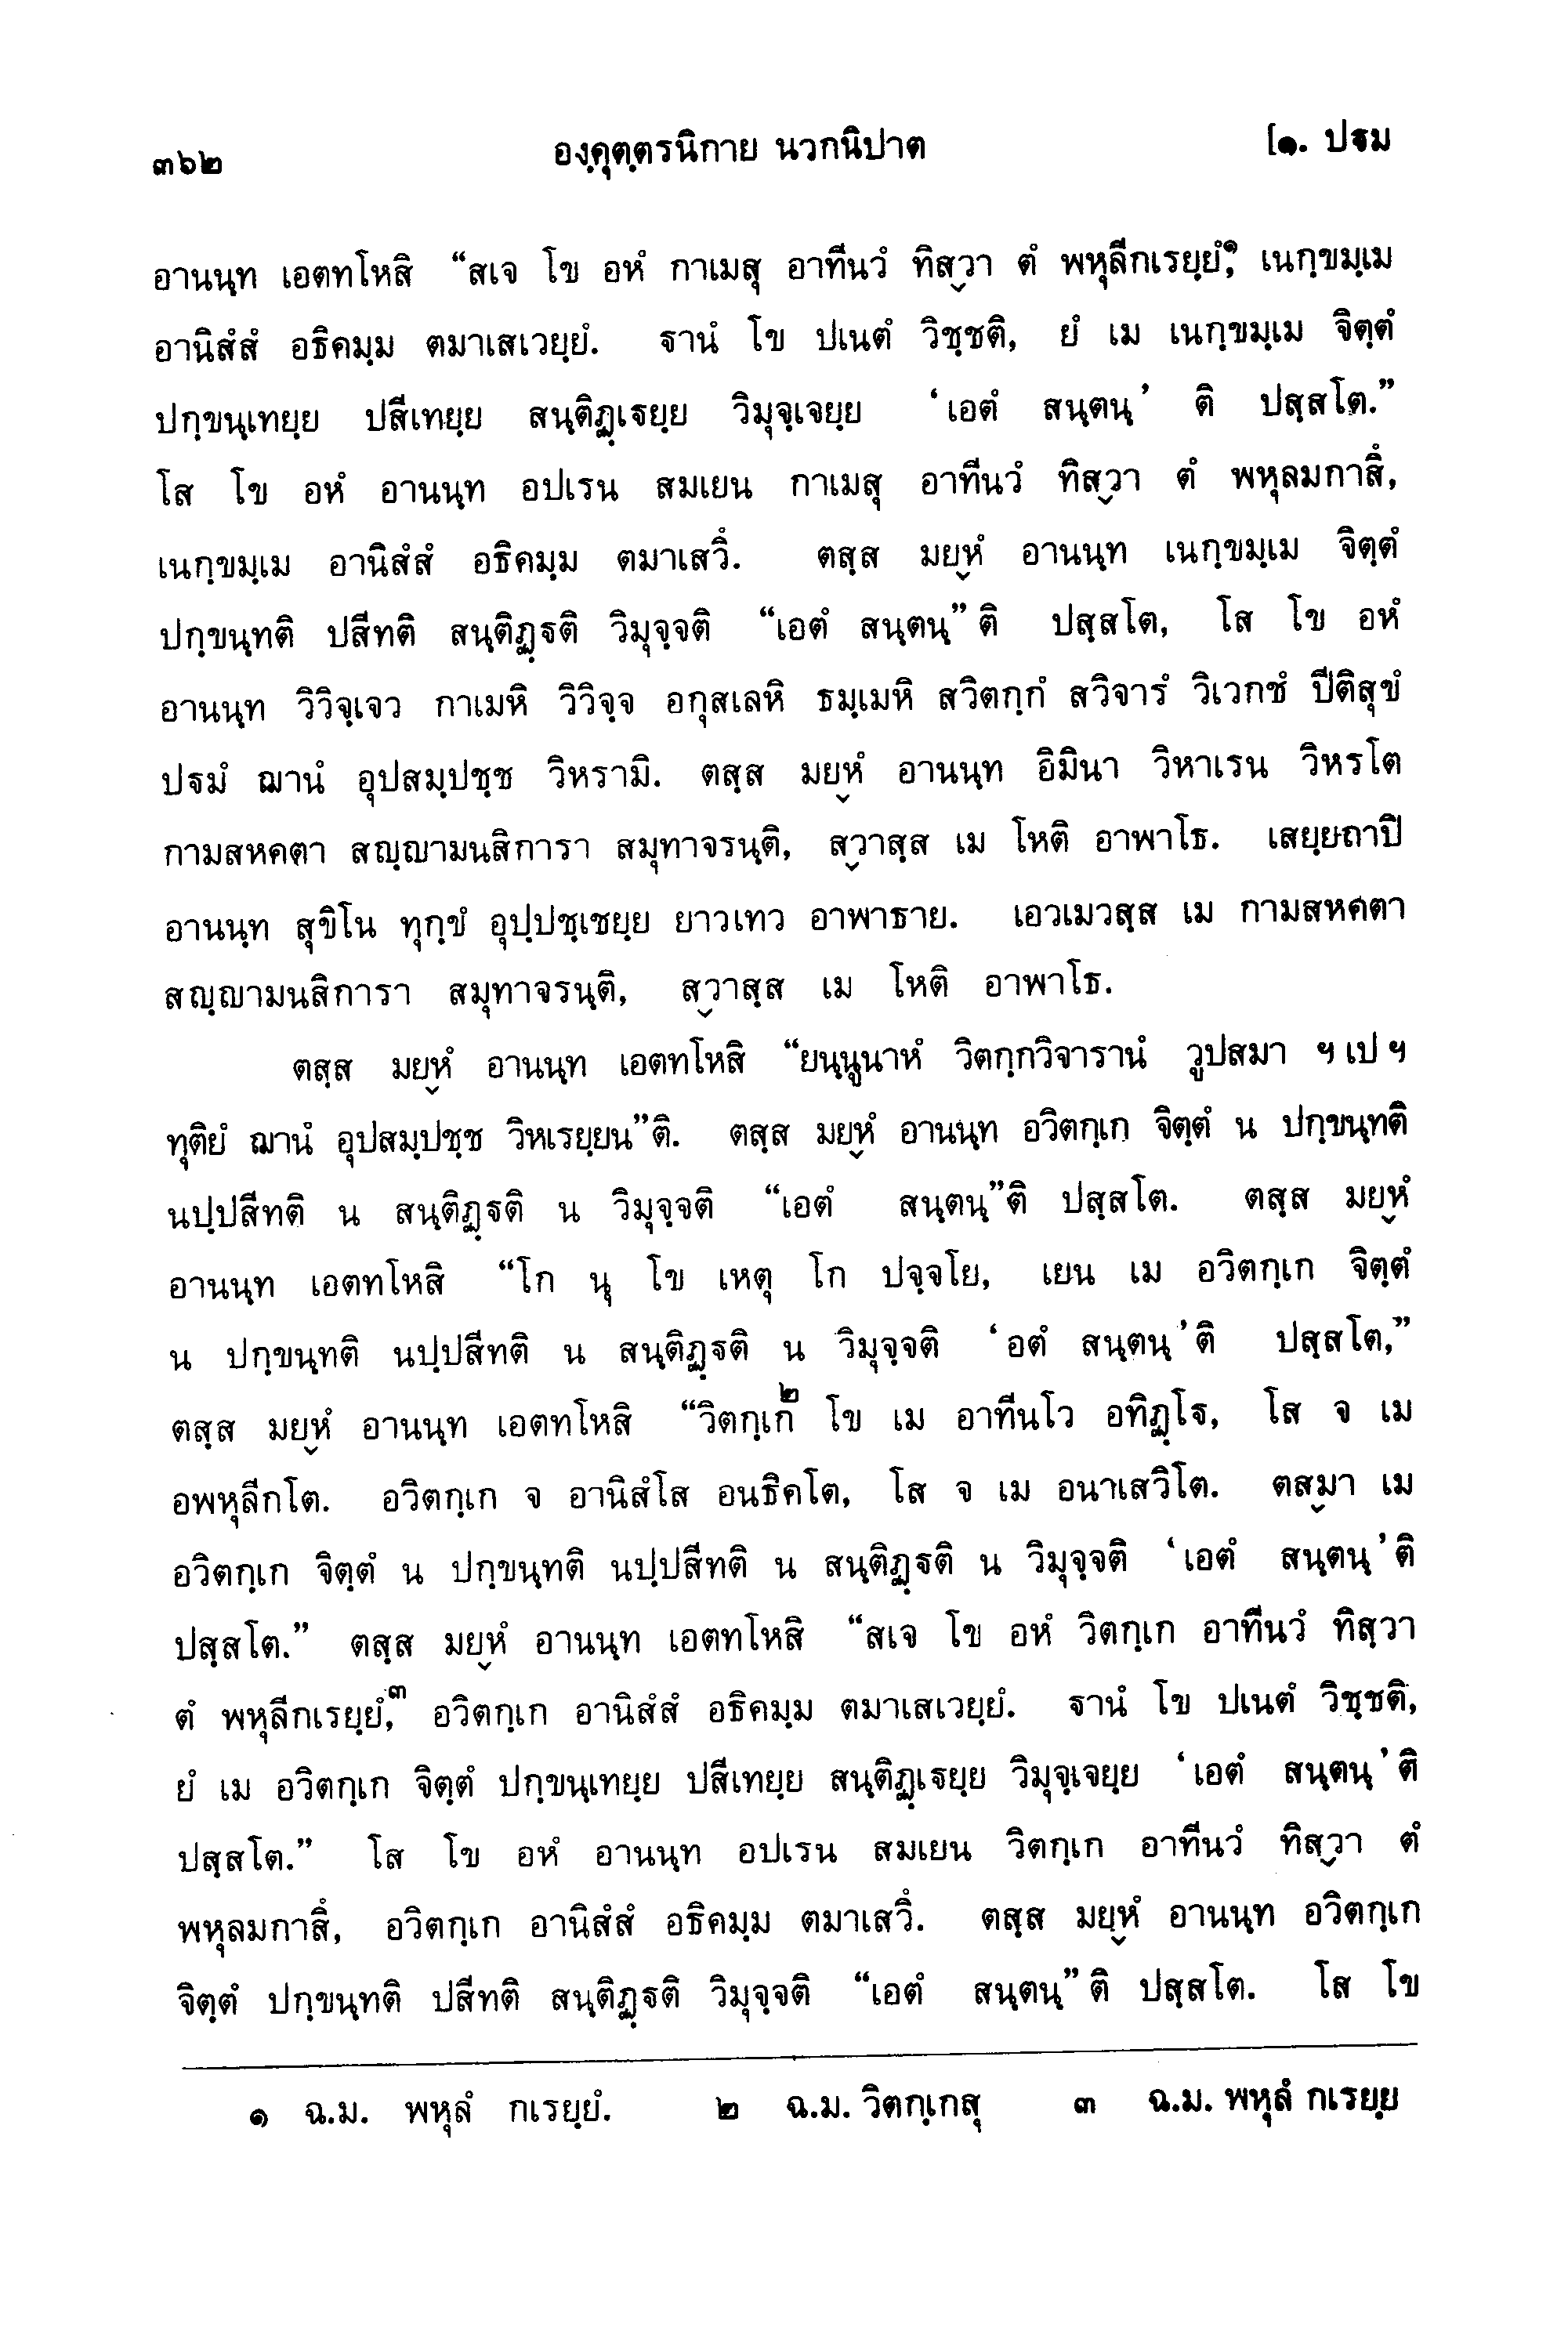 ๓๖๒ องฺคุตฺตรนิกาย นวกนิปาต [๑. ปฐม
อานนฺท เอตทโหสิ “สเจ โข อหํ กาเมสุ อาทีนวํ ทิสฺวา ตํ พหุลีกเรยฺยํ,๑ เนกฺขมฺเม
อานิสํสํ อธิคมฺม ตมาเสเวยฺยํ. ฐานํ โข ปเนตํ วิชฺชติ, ยํ เม เนกฺขมฺเม จิตฺตํ
ปกฺขนฺเทยฺย ปสีเทยฺย สนฺติฏฺเฐยฺย วิมุจฺเจยฺย ‘เอตํ สนฺตนฺ’ ติ ปสฺสโต.”
โส โข อหํ อานนฺท อปเรน สมเยน กาเมสุ อาทีนวํ ทิสฺวา ตํ พหุลมกาสึ,
เนกฺขมฺเม อานิสํสํ อธิคมฺม ตมาเสวึ. ตสฺส มยฺหํ อานนฺท เนกฺขมฺเม จิตฺตํ
ปกฺขนฺทติ ปสีทติ สนฺติฏฺฐติ วิมุจฺจติ “เอตํ สนฺตนฺ” ติ ปสฺสโต, โส โข อหํ
อานนฺท วิวิจฺเจว กาเมหิ วิวิจฺจ อกุสเลหิ ธมฺเมหิ สวิตกฺกํ สวิจารํ วิเวกชํ ปีติสุขํ
ปฐมํ ฌานํ อุปสมฺปชฺช วิหรามิ. ตสฺส มยฺหํ อานนฺท อิมินา วิหาเรน วิหรโต
กามสหคตา สญฺญามนสิการา สมุทาจรนฺติ, สฺวาสฺส เม โหติ อาพาโธ. เสยฺยถาปิ
อานนฺท สุขิโน ทุกฺขํ อุปฺปชฺเชยฺย ยาวเทว อาพาธาย. เอวเมวสฺส เม กามสหคตา
สญฺญามนสิการา สมุทาจรนฺติ, สฺวาสฺส เม โหติ อาพาโธ.
ตสฺส มยฺหํ อานนฺท เอตทโหสิ “ยนฺนูนาหํ วิตกฺกวิจารานํ วูปสมา ฯ เป ฯ
ทุติยํ ฌานํ อุปสมฺปชฺช วิหเรยฺยน”ติ. ตสฺส มยฺหํ อานนฺท อวิตกฺเก จิตฺตํ น ปกฺขนฺทติ
นปฺปสีทติ น สนฺติฏฺฐติ น วิมุจฺจติ “เอตํ สนฺตนฺ”ติ ปสฺสโต. ตสฺส มยฺหํ
อานนฺท เอตทโหสิ “โก นุ โข เหตุ โก ปจฺจโย, เยน เม อวิตกฺเก จิตฺตํ
น ปกฺขนฺทติ นปฺปสีทติ น สนฺติฏฺฐติ น วิมุจฺจติ ‘อตํ สนฺตนฺ’ติ ปสฺสโต,”
ตสฺส มยฺหํ อานนฺท เอตทโหสิ “วิตกฺเก๒ โข เม อาทีนโว อทิฏฺโฐ, โส จ เม
อพหุลีกโต. อวิตกฺเก จ อานิสํโส อนธิคโต, โส จ เม อนาเสวิโต. ตสฺมา เม
อวิตกฺเก จิตฺตํ น ปกฺขนฺทติ นปฺปสีทติ น สนฺติฏฺฐติ น วิมุจฺจติ ‘เอตํ สนฺตนฺ’ติ
ปสฺสโต.” ตสฺส มยฺหํ อานนฺท เอตทโหสิ “สเจ โข อหํ วิตกฺเก อาทีนวํ ทิสฺวา
ตํ พหุลีกเรยฺยํ,๓ อวิตกฺเก อานิสํสํ อธิคมฺม ตมาเสเวยฺยํ. ฐานํ โข ปเนตํ วิชฺชติ,
ยํ เม อวิตกฺเก จิตฺตํ ปกฺขนฺเทยฺย ปสีเทยฺย สนฺติฏฺเฐยฺย วิมุจฺเจยฺย ‘เอตํ สนฺตนฺ’ติ
ปสฺสโต.” โส โข อหํ อานนฺท อปเรน สมเยน วิตกฺเก อาทีนวํ ทิสฺวา ตํ
พหุลมกาสึ, อวิตกฺเก อานิสํสํ อธิคมฺม ตมาเสวึ. ตสฺส มยฺหํ อานนฺท อวิตกฺเก
จิตฺตํ ปกฺขนฺทติ ปสีทติ สนฺติฏฺฐติ วิมุจฺจติ “เอตํ สนฺตนฺ” ติ ปสฺสโต. โส โข
๑ ฉ.ม. พหุลํ กเรยฺยํ. ๒ ฉ.ม. วิตกฺเกสุ ๓ ฉ.ม. พหุลํ กเรยฺย